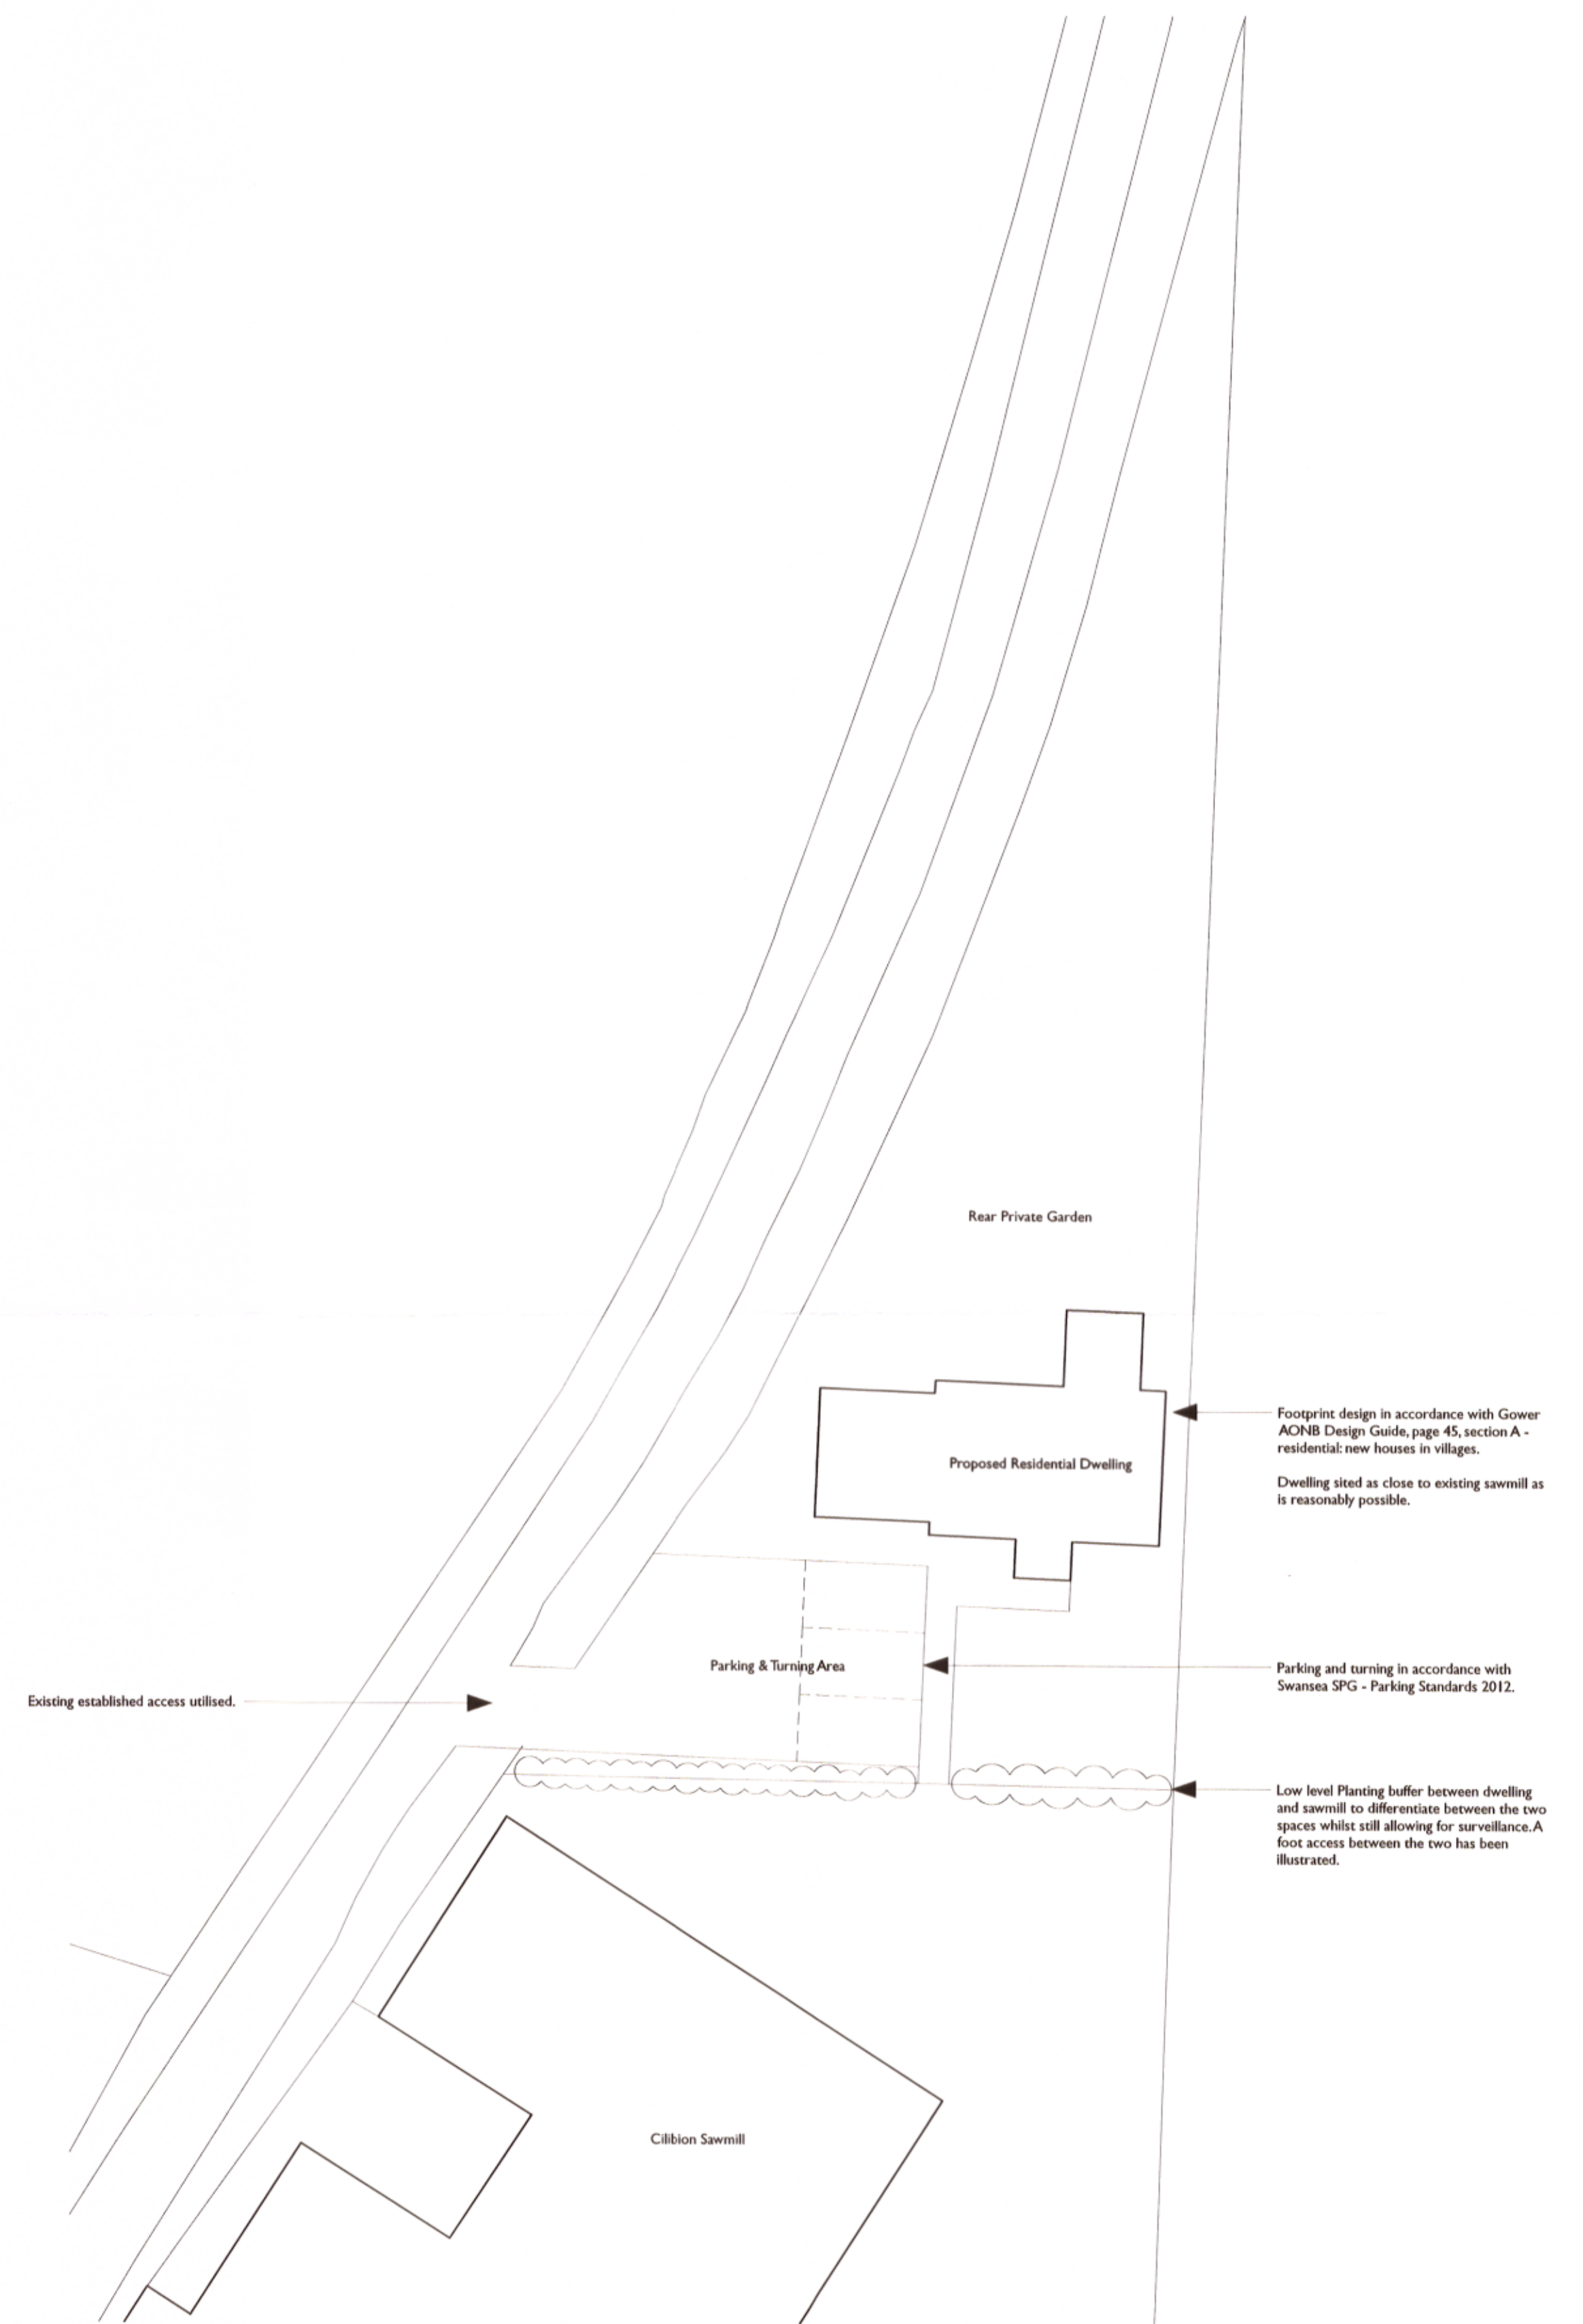 Rear Private Garden
Footprint design in accordance with Gower
AONB Design Guide, page 45, section A -
residential: new houses in villages.
Dwelling sited as close to existing sawmill as
is reasonably possible.
Proposed Residential Dwelling
Parking & Turning Area
Parking and turning in accordance with
Swansea SPG - Parking Standards 2012.
Existing established access utilised.
Low level Planting buffer between dwelling
and sawmill to differentiate between the two
spaces whilst still allowing for surveillance. A
foot access between the two has been
illustrated.
Cilibion Sawmill